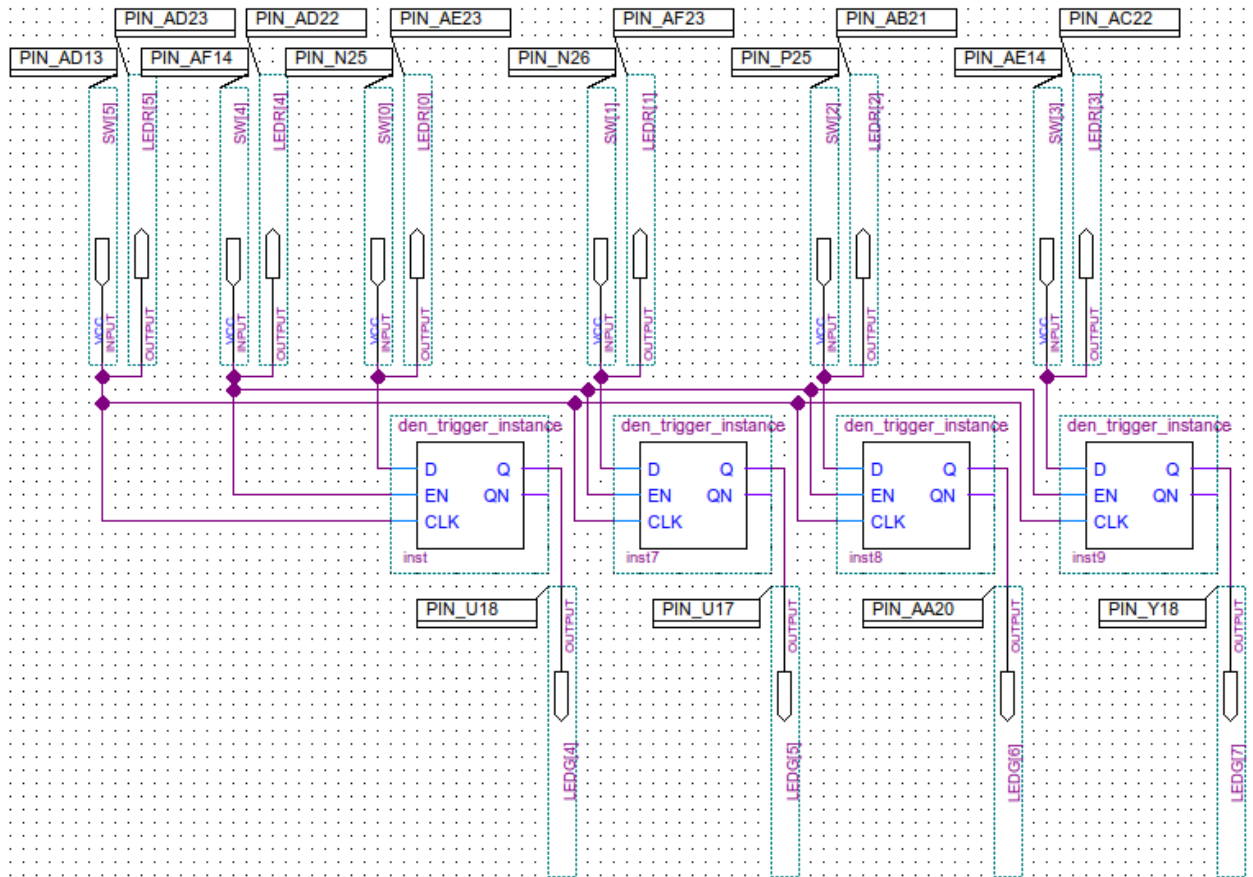 PIN_AD23
PIN_AD22
PIN_AE23
PIN_AF23
PIN_AB21
PIN_AC22
PIN_AD13
PIN_AF14
PIN_N25
PIN_N26
PIN_P25
PIN_AE14
SW[5]
LEDR[5]
SW[4]
LEDR[4]
SW[0]
LEDR[0]
SW[1]
LEDR[1]
SW[2]
LEDR[2]
SW[3]
LEDR[3]
VCC
INPUT
OUTPUT
VCC
INPUT
OUTPUT
VCC
INPUT
OUTPUT
VCC
INPUT
OUTPUT
VCC
INPUT
OUTPUT
VCC
INPUT
OUTPUT
den_trigger_instance
D Q
EN QN
CLK
inst
den_trigger_instance
D Q
EN QN
CLK
inst7
den_trigger_instance
D Q
EN QN
CLK
inst8
den_trigger_instance
D Q
EN QN
CLK
inst9
PIN_U18
OUTPUT
LEDG[4]
PIN_U17
OUTPUT
LEDG[5]
PIN_AA20
OUTPUT
LEDG[6]
PIN_Y18
OUTPUT
LEDG[7]